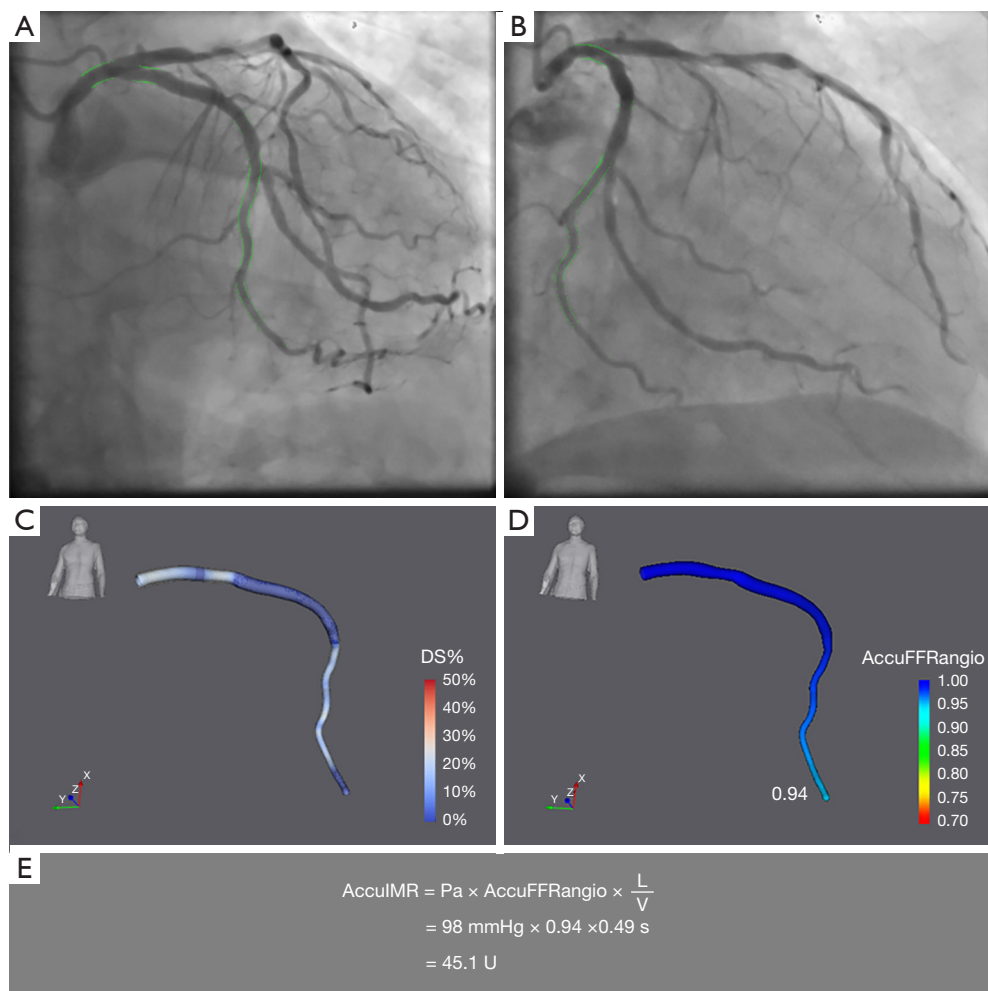 A
B
C
DS%
50%
40%
30%
20%
10%
0%
X
Z
Y
D
AccuFFRangio
1.00
0.95
0.90
0.85
0.80
0.75
0.70
0.94
X
Z
Y
E
AccuIMR = Pa × AccuFFRangio × L/V
= 98 mmHg × 0.94 ×0.49 s
= 45.1 U